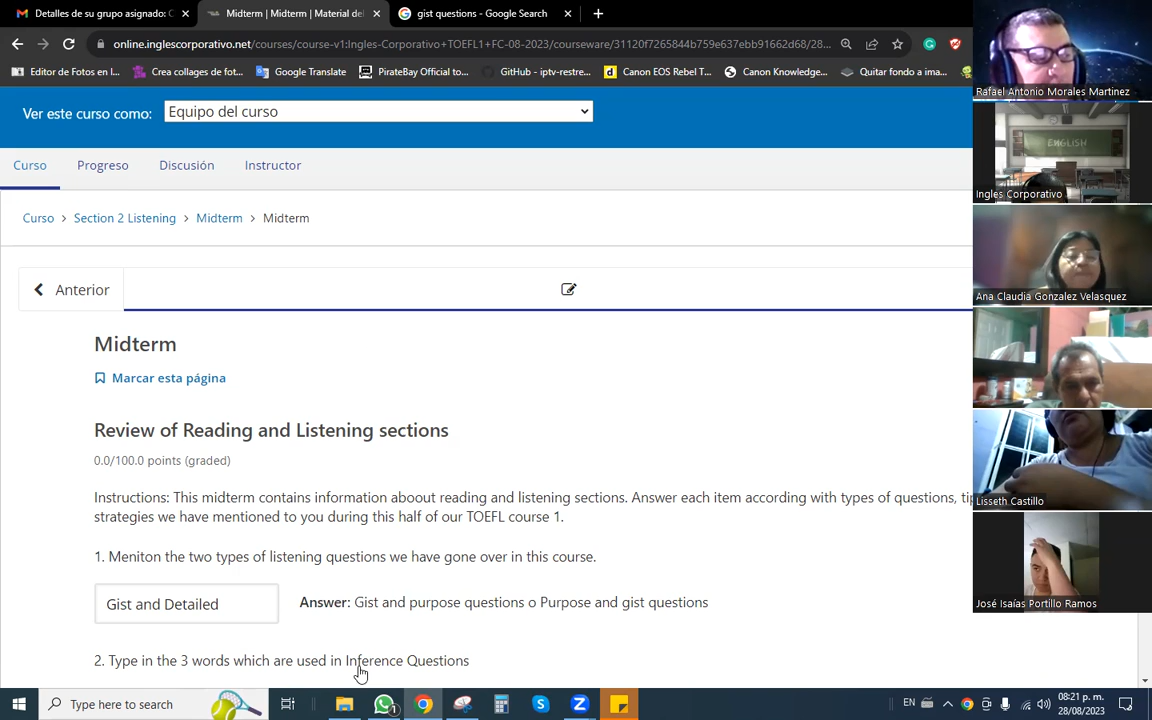 Detalles de su grupo asignado: C
Midterm | Midterm | Material del
gist questions - Google Search
online.inglescorporativo.net/courses/course-v1:Ingles-Corporativo+TOEFL1+FC-08-2023/courseware/31120f7265844b759e637ebb91662d68/28...
Editor de Fotos en l...
Crea collages de fot...
Google Translate
PirateBay Official to...
GitHub - iptv-restre...
Canon EOS Rebel T...
Canon Knowledge...
Quitar fondo a ima...
Ver este curso como:
Equipo del curso
Curso
Progreso
Discusión
Instructor
Curso > Section 2 Listening > Midterm > Midterm
Anterior
Midterm
Marcar esta página
Review of Reading and Listening sections
0.0/100.0 points (graded)
Instructions: This midterm contains information aboout reading and listening sections. Answer each item according with types of questions, tip
strategies we have mentioned to you during this half of our TOEFL course 1.
1. Meniton the two types of listening questions we have gone over in this course.
Gist and Detailed
Answer: Gist and purpose questions o Purpose and gist questions
2. Type in the 3 words which are used in Inference Questions
Rafael Antonio Morales Martinez
ENGLISH
Ingles Corporativo
Ana Claudia Gonzalez Velasquez
Lisseth Castillo
José Isaías Portillo Ramos
Type here to search
1
EN
08:21 p. m.
28/08/2023